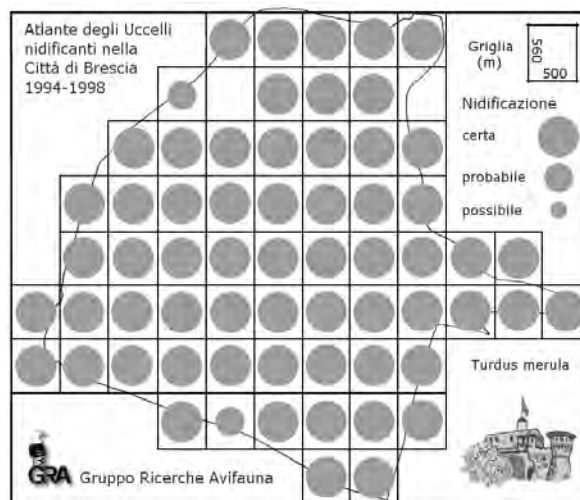 Atlante degli Uccelli
nidificanti nella
Città di Brescia
1994-1998
Griglia
(m)
560
500
Nidificazione
certa
probabile
possibile
Turdus merula
GRA Gruppo Ricerche Avifauna